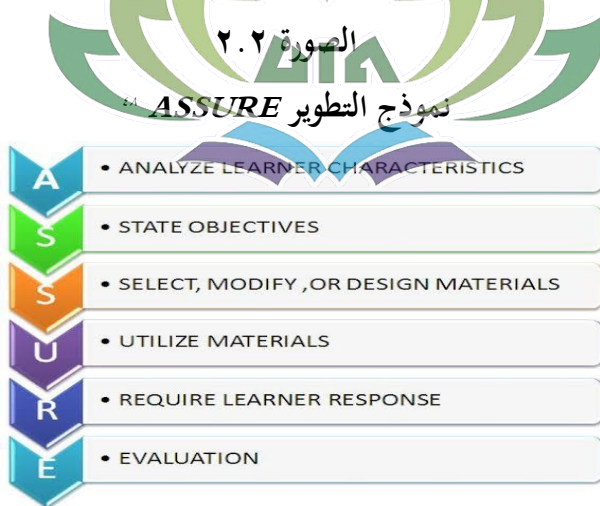 الصورة ٢.٢
نموذج التطوير ASSURE ٤٨
A • ANALYZE LEARNER CHARACTERISTICS
S • STATE OBJECTIVES
S • SELECT, MODIFY ,OR DESIGN MATERIALS
U • UTILIZE MATERIALS
R • REQUIRE LEARNER RESPONSE
E • EVALUATION